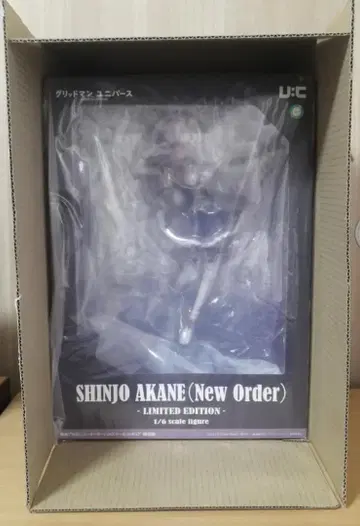 グリッドマン ユニバース
U:C
SHINJO AKANE(New Order)
- LIMITED EDITION -
1/6 scale figure